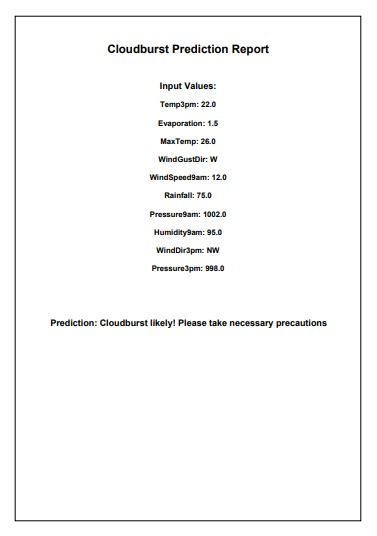 Cloudburst Prediction Report
Input Values:
Temp3pm: 22.0
Evaporation: 1.5
MaxTemp: 26.0
WindGustDir: W
WindSpeed9am: 12.0
Rainfall: 75.0
Pressure9am: 1002.0
Humidity9am: 95.0
WindDir3pm: NW
Pressure3pm: 998.0
Prediction: Cloudburst likely! Please take necessary precautions